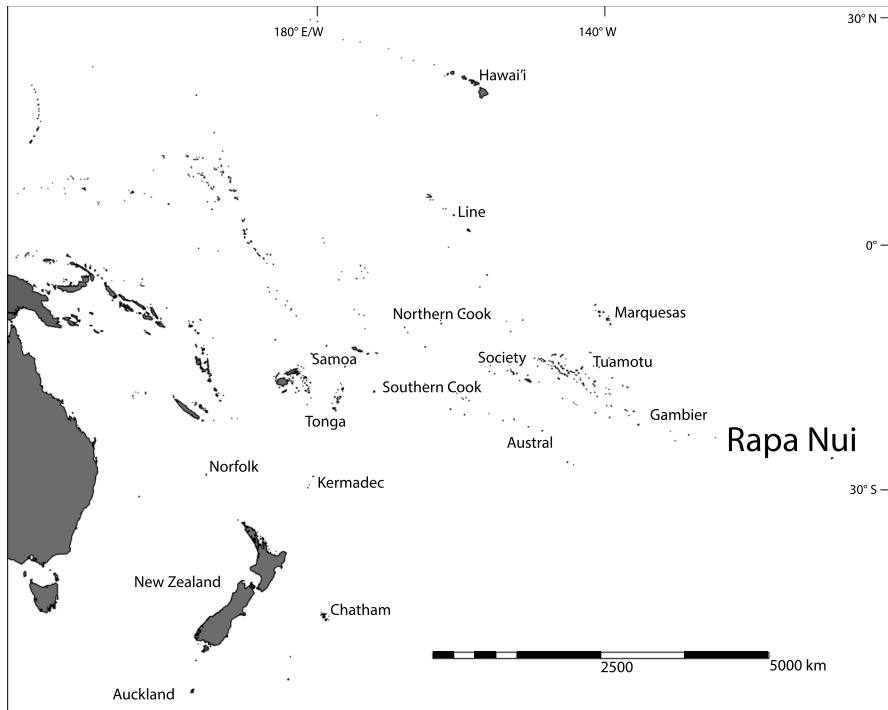 180° E/W
140° W
30° N
Hawai'i
Line
0°
Northern Cook
Marquesas
Samoa
Society
Tuamotu
Southern Cook
Tonga
Gambier
Austral
Rapa Nui
Norfolk
Kermadec
30° S
New Zealand
Chatham
2500
5000 km
Auckland